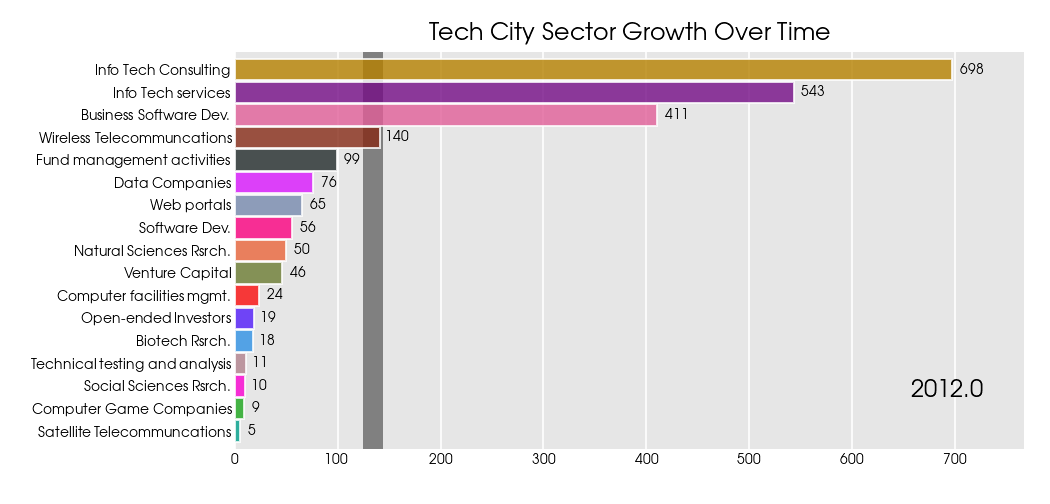 Tech City Sector Growth Over Time
Info Tech Consulting 698
Info Tech services 543
Business Software Dev. 411
Wireless Telecommuncations 140
Fund management activities 99
Data Companies 76
Web portals 65
Software Dev. 56
Natural Sciences Rsrch. 50
Venture Capital 46
Computer facilities mgmt. 24
Open-ended Investors 19
Biotech Rsrch. 18
Technical testing and analysis 11
Social Sciences Rsrch. 10
2012.0
Computer Game Companies 9
Satellite Telecommuncations 5
0 100 200 300 400 500 600 700